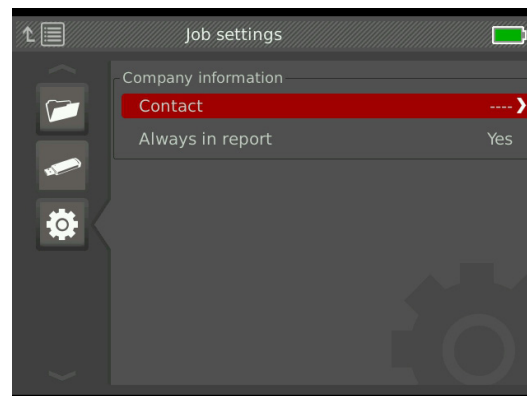 Job settings
Company information
Contact ----
Always in report Yes